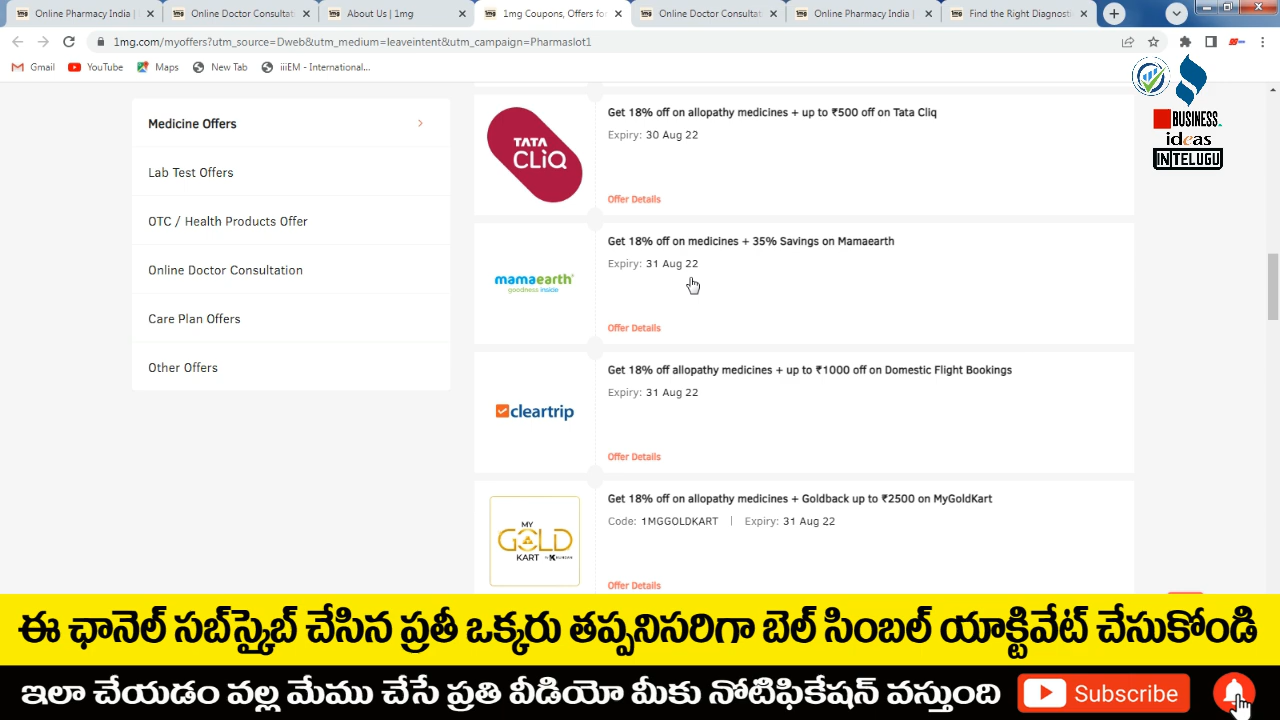 Online Pharmacy India |
Online Doctor Consultat
About Us | 1mg
1mg Coupons, Offers fo
Online Doctor Consultat
Online Pharmacy India |
Find the Right Diagnosti
1mg.com/myoffers?utm_source=Dweb&utm_medium=leaveintent&utm_campaign=Pharmaslot1
Gmail
YouTube
Maps
New Tab
iiiEM - International...
BUSINESS
ideas
IN TELUGU
Medicine Offers
Lab Test Offers
OTC / Health Products Offer
Online Doctor Consultation
Care Plan Offers
Other Offers
TATA
CLiQ
Get 18% off on allopathy medicines + up to ₹500 off on Tata Cliq
Expiry: 30 Aug 22
Offer Details
mamaearth
goodness inside
Get 18% off on medicines + 35% Savings on Mamaearth
Expiry: 31 Aug 22
Offer Details
cleartrip
Get 18% off allopathy medicines + up to ₹1000 off on Domestic Flight Bookings
Expiry: 31 Aug 22
Offer Details
MY
GOLD
KART
Get 18% off on allopathy medicines + Goldback up to ₹2500 on MyGoldKart
Code: 1MGGOLDKART | Expiry: 31 Aug 22
Offer Details
ఈ ఛానెల్ సబ్‌స్క్రైబ్ చేసిన ప్రతీ ఒక్కరు తప్పనిసరిగా బెల్ సింబల్ యాక్టివేట్ చేసుకోండి
ఇలా చేయడం వల్ల మేము చేసే ప్రతి వీడియో మీకు నోటిఫికేషన్ వస్తుంది
Subscribe